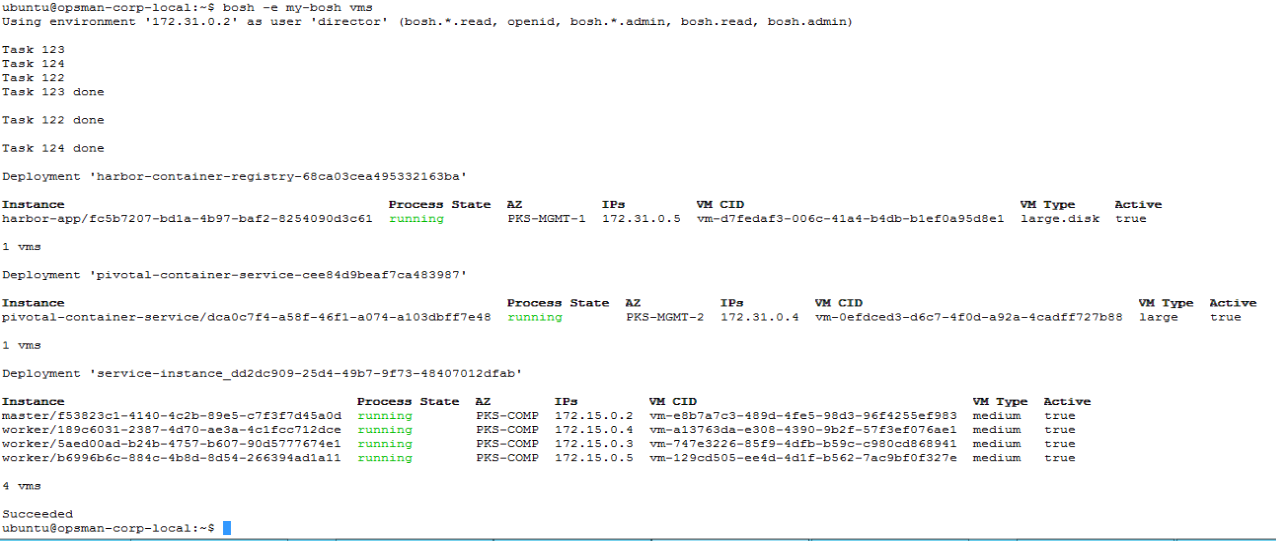 ubuntu@opsman-corp-local:~$ bosh -e my-bosh vms
Using environment '172.31.0.2' as user 'director' (bosh.*.read, openid, bosh.*.admin, bosh.read, bosh.admin)
Task 123
Task 124
Task 122
Task 123 done
Task 122 done
Task 124 done
Deployment 'harbor-container-registry-68ca03cea495332163ba'
Instance Process State AZ IPs VM CID VM Type Active
harbor-app/fc5b7207-bd1a-4b97-baf2-8254090d3c61 running PKS-MGMT-1 172.31.0.5 vm-d7fedaf3-006c-41a4-b4db-b1ef0a95d8e1 large.disk true
1 vms
Deployment 'pivotal-container-service-cee84d9beaf7ca483987'
Instance Process State AZ IPs VM CID VM Type Active
pivotal-container-service/dca0c7f4-a58f-46f1-a074-a103dbff7e48 running PKS-MGMT-2 172.31.0.4 vm-0efdced3-d6c7-4f0d-a92a-4cadff727b88 large true
1 vms
Deployment 'service-instance_dd2dc909-25d4-49b7-9f73-48407012dfab'
Instance Process State AZ IPs VM CID VM Type Active
master/f53823c1-4140-4c2b-89e5-c7f3f7d45a0d running PKS-COMP 172.15.0.2 vm-e8b7a7c3-489d-4fe5-98d3-96f4255ef983 medium true
worker/189c6031-2387-4d70-ae3a-4c1fcc712dce running PKS-COMP 172.15.0.4 vm-a13763da-e308-4390-9b2f-57f3ef076ae1 medium true
worker/5aed00ad-b24b-4757-b607-90d5777674e1 running PKS-COMP 172.15.0.3 vm-747e3226-85f9-4dfb-b59c-c980cd868941 medium true
worker/b6996b6c-884c-4b8d-8d54-266394ad1a11 running PKS-COMP 172.15.0.5 vm-129cd505-ee4d-4d1f-b562-7ac9bf0f327e medium true
4 vms
Succeeded
ubuntu@opsman-corp-local:~$